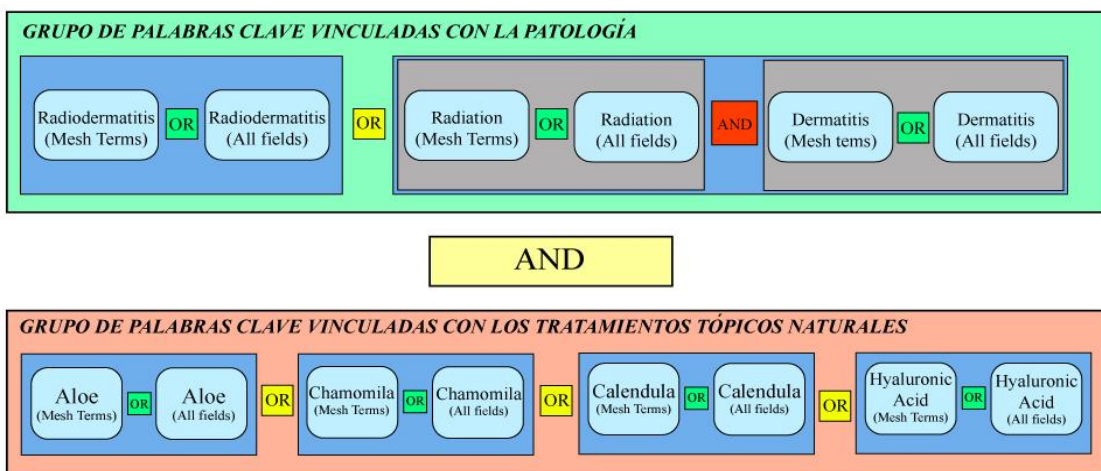 GRUPO DE PALABRAS CLAVE VINCULADAS CON LA PATOLOGÍA
Radiodermatitis
(Mesh Terms)
OR
Radiodermatitis
(All fields)
OR
Radiation
(Mesh Terms)
OR
Radiation
(All fields)
AND
Dermatitis
(Mesh tems)
OR
Dermatitis
(All fields)
AND
GRUPO DE PALABRAS CLAVE VINCULADAS CON LOS TRATAMIENTOS TÓPICOS NATURALES
Aloe
(Mesh Terms)
OR
Aloe
(All fields)
OR
Chamomila
(Mesh Terms)
OR
Chamomila
(All fields)
OR
Calendula
(Mesh Terms)
OR
Calendula
(All fields)
OR
Hyaluronic
Acid
(Mesh Terms)
OR
Hyaluronic
Acid
(All fields)